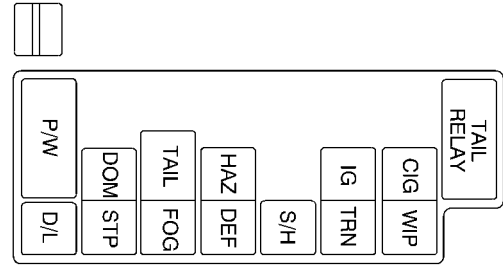 P/W
D/L
DOM
STP
TAIL
FOG
HAZ
DEF
S/H
IG
TRN
CIG
WIP
TAIL
RELAY